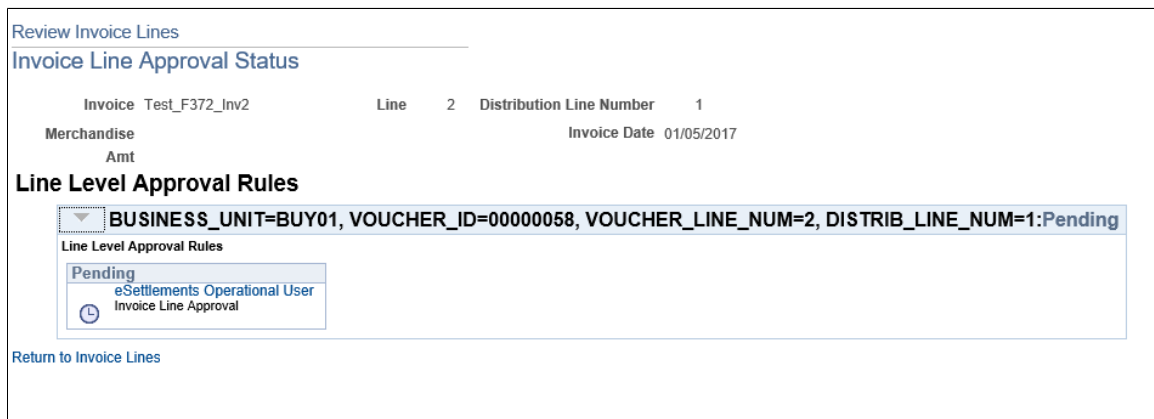 Review Invoice Lines
Invoice Line Approval Status
Invoice Test_F372_Inv2 Line 2 Distribution Line Number 1
Merchandise Invoice Date 01/05/2017
Amt
Line Level Approval Rules
BUSINESS_UNIT=BUY01, VOUCHER_ID=00000058, VOUCHER_LINE_NUM=2, DISTRIB_LINE_NUM=1:Pending
Line Level Approval Rules
Pending
eSettlements Operational User
Invoice Line Approval
Return to Invoice Lines